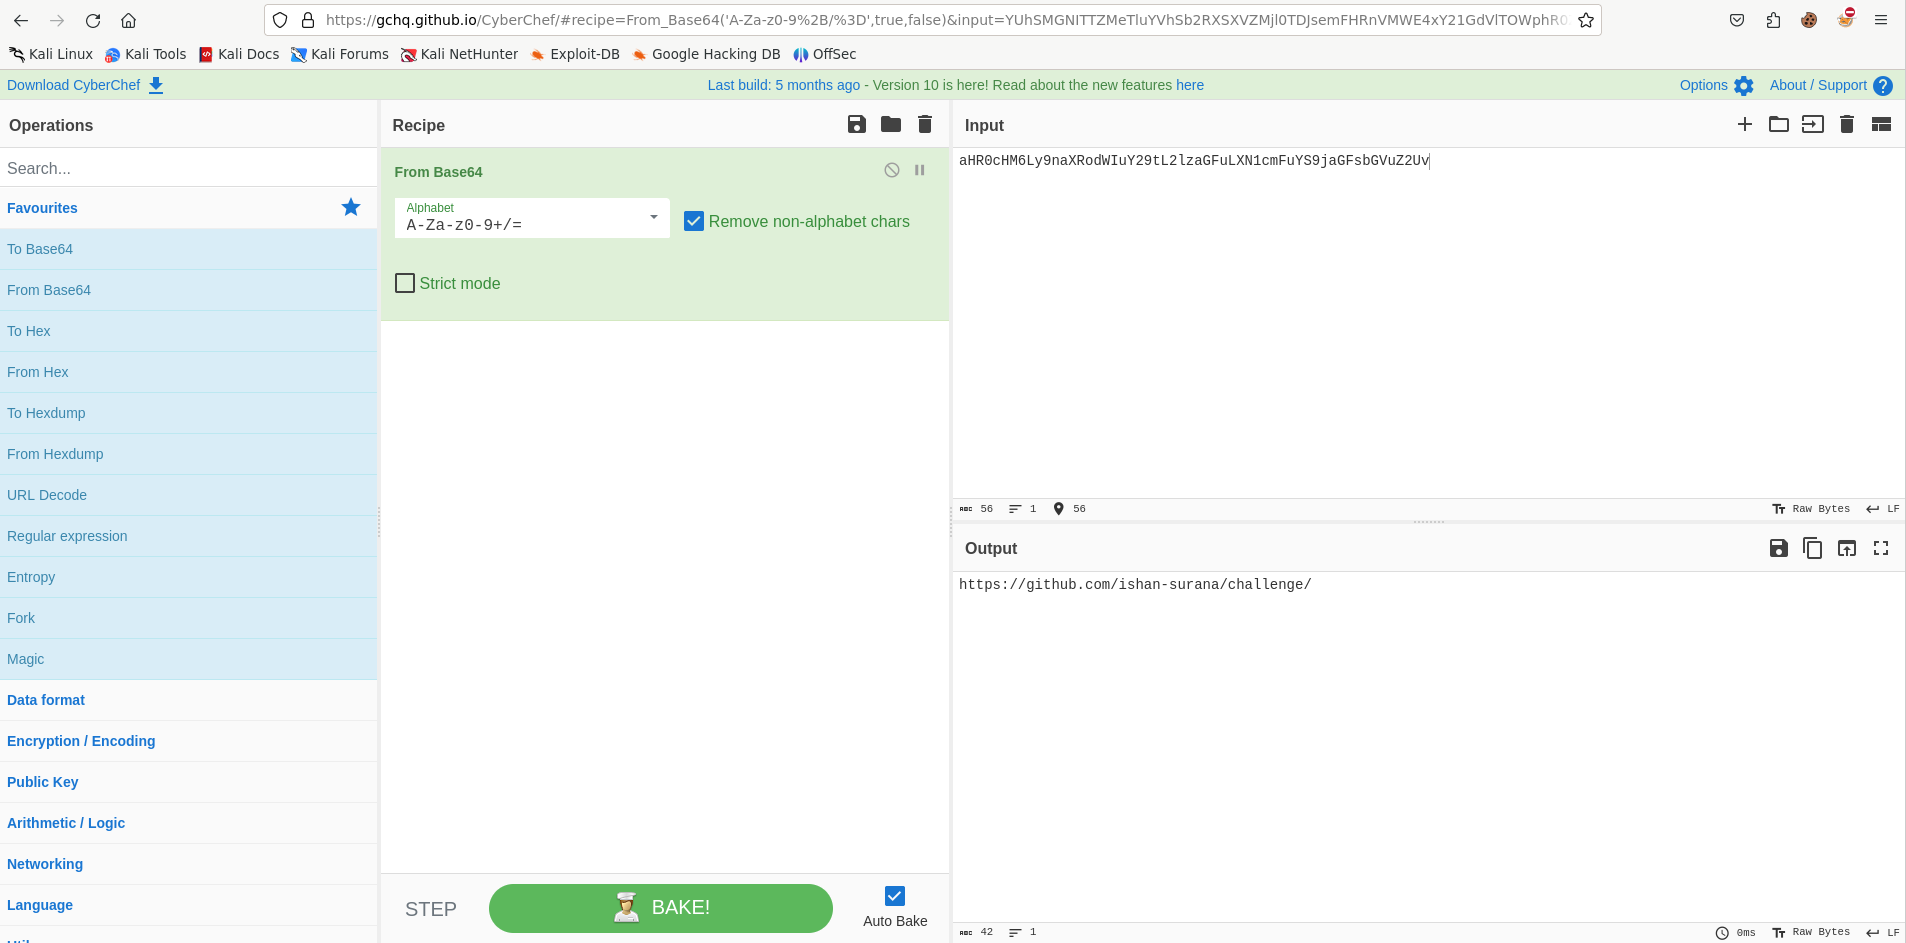 https://gchq.github.io/CyberChef/#recipe=From_Base64('A-Za-z0-9%2B/%3D',true,false)&input=YUhSMGNITTZMeTluYVhSb2RXSXVZMjl0TDJsemFHRnVMWE4xY21GdVlTOWphR0
Kali Linux Kali Tools Kali Docs Kali Forums Kali NetHunter Exploit-DB Google Hacking DB OffSec
Download CyberChef Last build: 5 months ago - Version 10 is here! Read about the new features here Options About / Support
Operations
Search...
Favourites
To Base64
From Base64
To Hex
From Hex
To Hexdump
From Hexdump
URL Decode
Regular expression
Entropy
Fork
Magic
Data format
Encryption / Encoding
Public Key
Arithmetic / Logic
Networking
Language
Recipe
From Base64
Alphabet
A-Za-z0-9+/=
Remove non-alphabet chars
Strict mode
STEP
BAKE!
Auto Bake
Input
aHR0cHM6Ly9naXRodWIuY29tL2lzaGFuLXN1cmFuYS9jaGFsbGVuZ2Uv
ABC 56 1 56 Raw Bytes LF
Output
https://github.com/ishan-surana/challenge/
ABC 42 1 0ms Raw Bytes LF